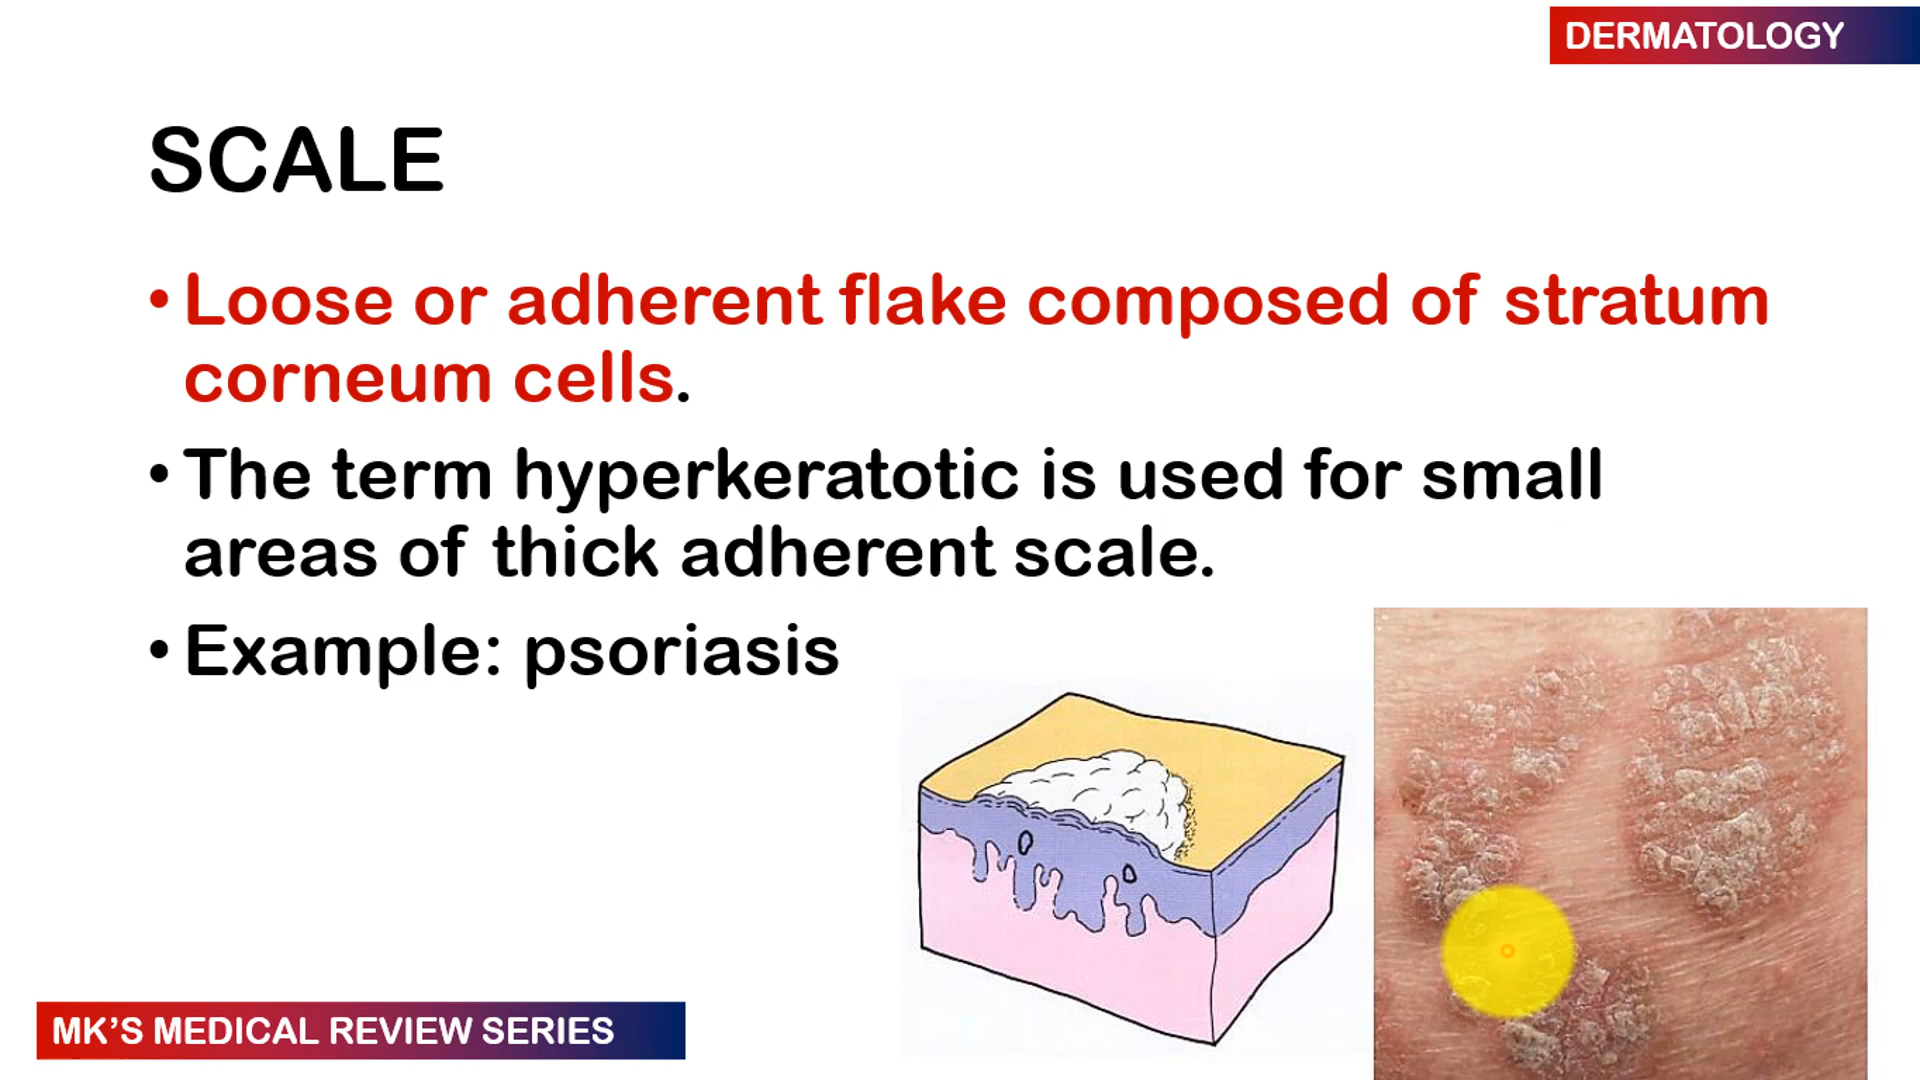 DERMATOLOGY
SCALE
• Loose or adherent flake composed of stratum
corneum cells.
• The term hyperkeratotic is used for small
areas of thick adherent scale.
• Example: psoriasis
MK’S MEDICAL REVIEW SERIES